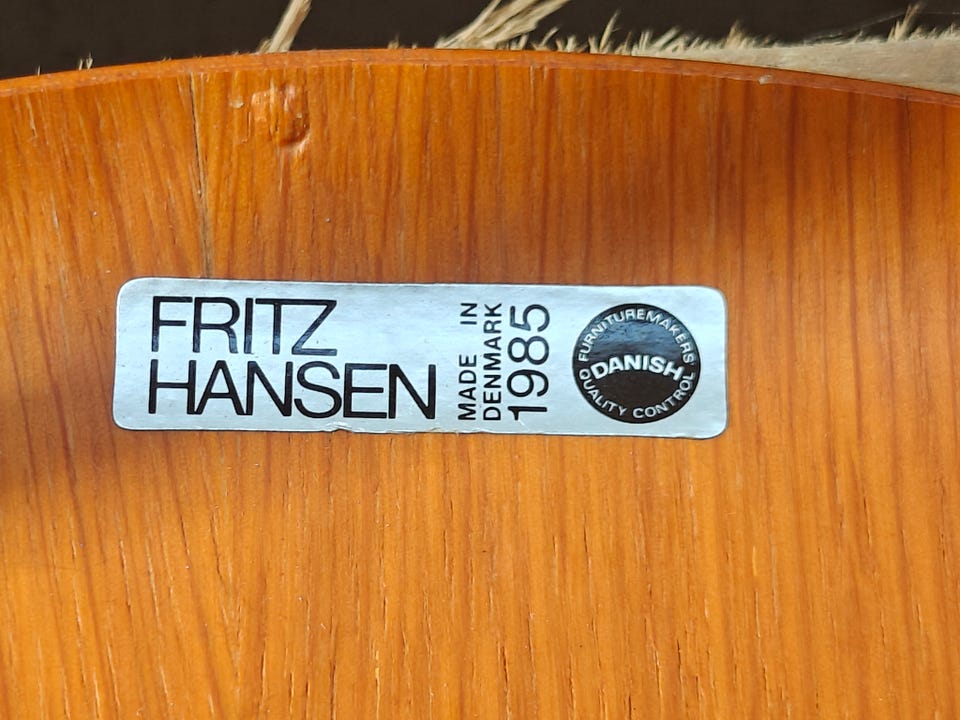 FRITZ
HANSEN
MADE IN
DENMARK
1985
FURNITUREMAKERS
DANISH
QUALITY CONTROL